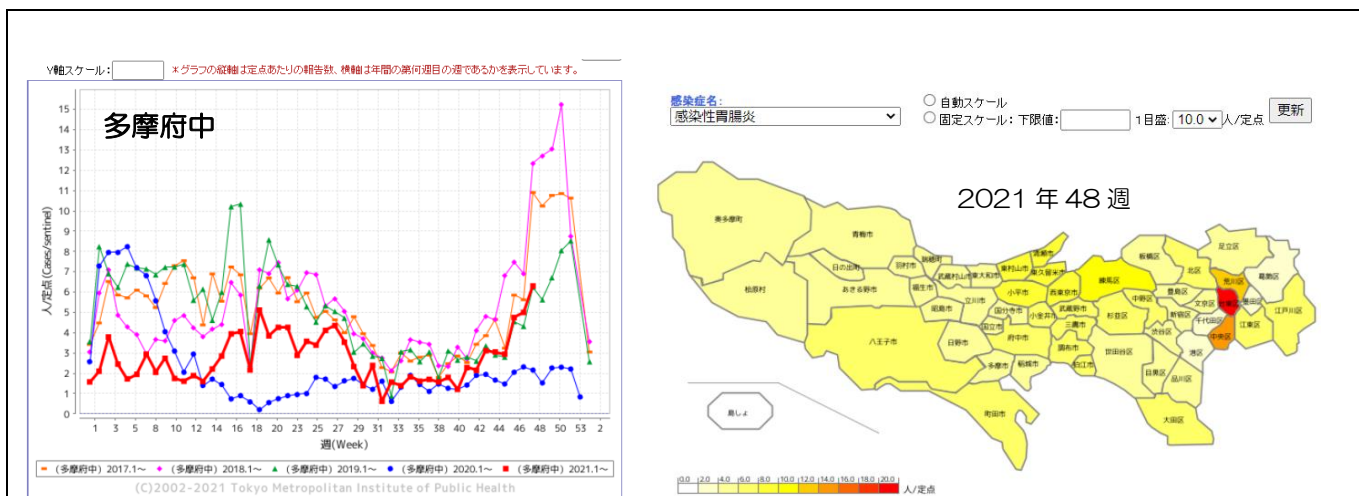 Y軸スケール:
*グラフの縦軸は定点あたりの報告数、横軸は年間の第何週目の週であるかを表示しています。
多摩府中
人/定点(Cases/sentinel)
15
14
13
12
11
10
9
8
7
6
5
4
3
2
1
0
1 3 5 8 10 12 14 16 18 20 23 25 27 29 31 33 35 38 40 42 44 46 48 50 53 2
週(Week)
(多摩府中) 2017.1~ (多摩府中) 2018.1~ (多摩府中) 2019.1~ (多摩府中) 2020.1~ (多摩府中) 2021.1~
(C)2002-2021 Tokyo Metropolitan Institute of Public Health
感染症名:
感染性胃腸炎
自動スケール
固定スケール: 下限値: 1目盛: 10.0 人/定点
更新
2021年48週
奥多摩町
青梅市
日の出町
羽村市
瑞穂町
武蔵村山市
東大和市
東村山市
清瀬市
東久留米市
練馬区
板橋区
北区
足立区
荒川区
葛飾区
檜原村
あきる野市
福生市
昭島市
立川市
小平市
西東京市
国分寺市
小金井市
武蔵野市
中野区
豊島区
文京区
墨田区
新宿区
千代田区
江戸川区
八王子市
日野市
国立市
府中市
三鷹市
調布市
杉並区
渋谷区
中央区
江東区
多摩市
稲城市
狛江市
世田谷区
目黒区
港区
品川区
町田市
大田区
島しょ
0.0 2.0 4.0 6.0 8.0 10.0 12.0 14.0 16.0 18.0 20.0 人/定点